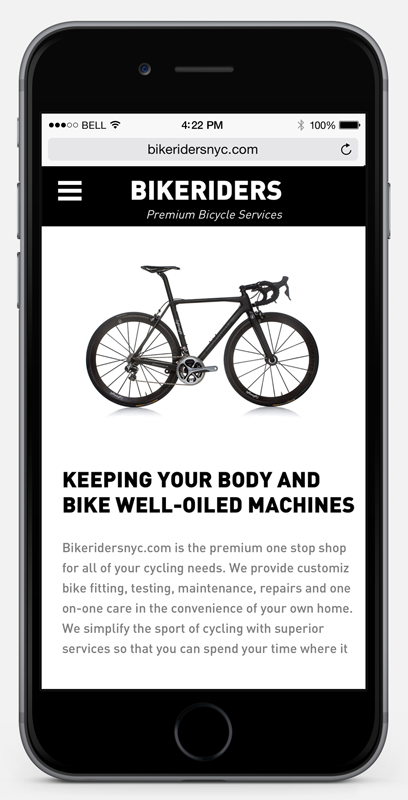 BELL 4:22 PM 100%
bikeridersnyc.com
BIKERIDERS
Premium Bicycle Services
KEEPING YOUR BODY AND
BIKE WELL-OILED MACHINES
Bikeridersnyc.com is the premium one stop shop
for all of your cycling needs. We provide customiz
bike fitting, testing, maintenance, repairs and one
on-one care in the convenience of your own home.
We simplify the sport of cycling with superior
services so that you can spend your time where it